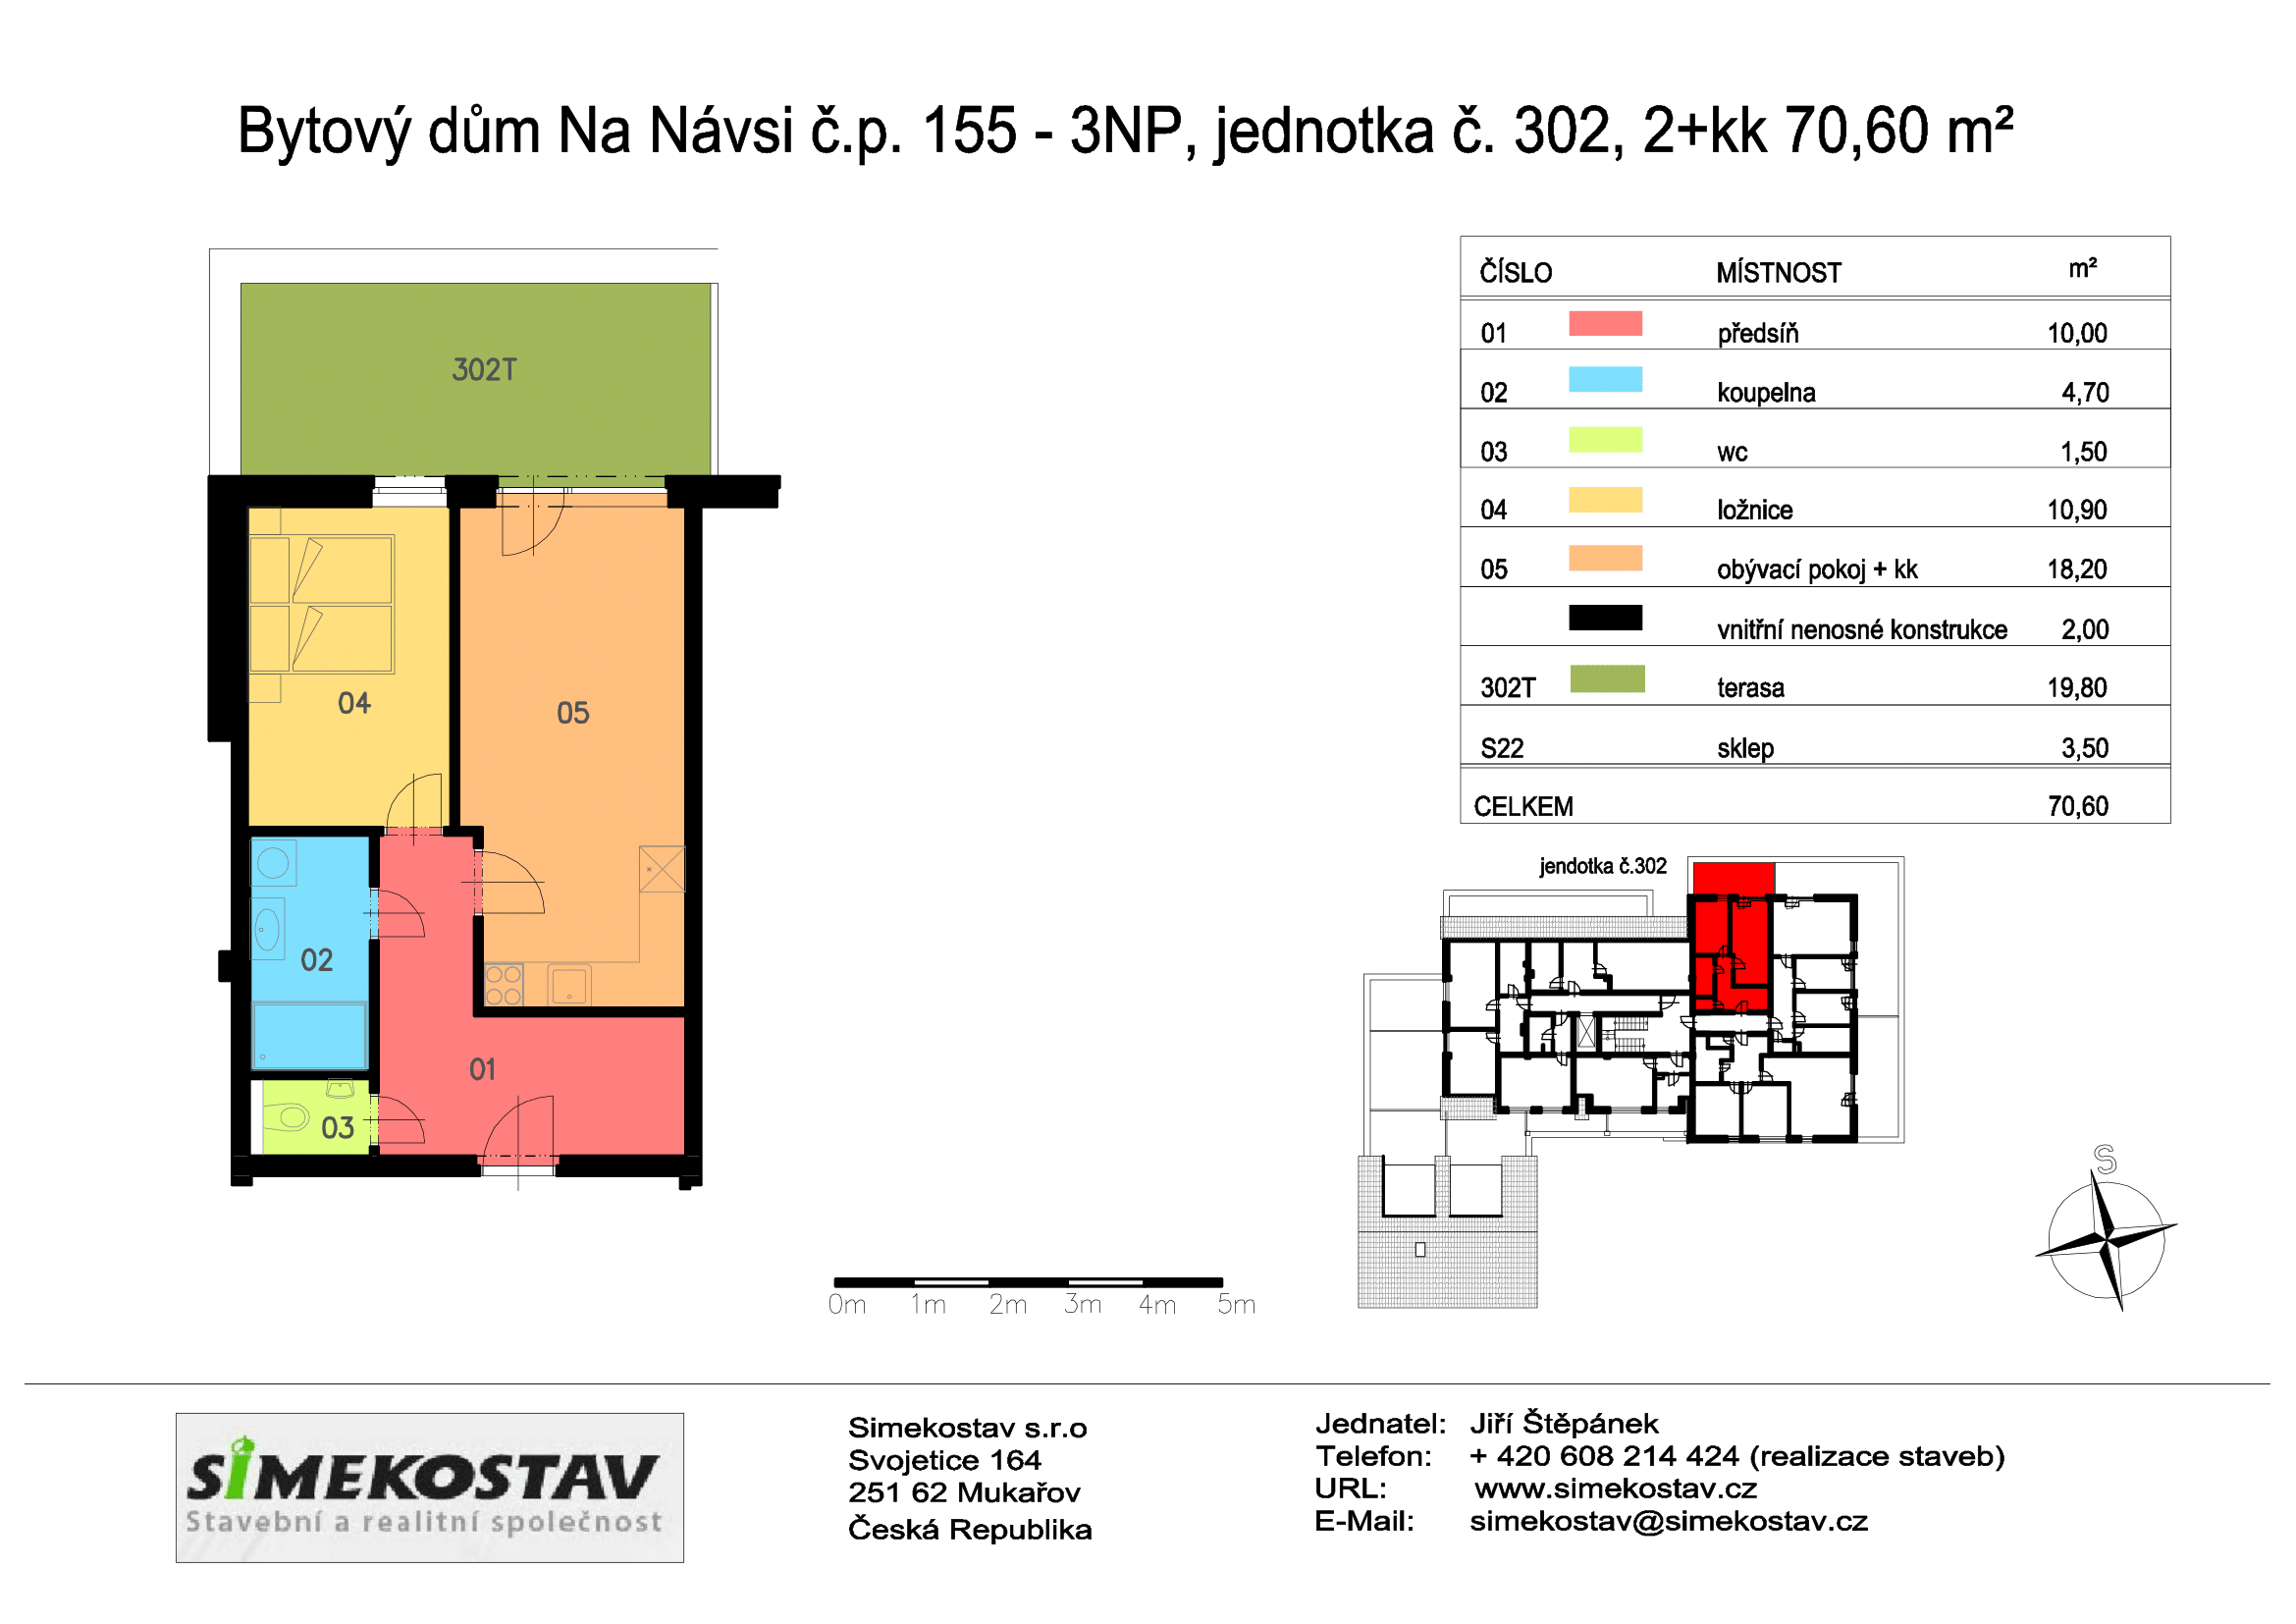 Bytový dům Na Návsi č.p. 155 - 3NP, jednotka č. 302, 2+kk 70,60 m²
302T
04
05
02
01
03
ČÍSLO MÍSTNOST m²
01 předsíň 10,00
02 koupelna 4,70
03 wc 1,50
04 ložnice 10,90
05 obývací pokoj + kk 18,20
vnitřní nenosné konstrukce 2,00
302T terasa 19,80
S22 sklep 3,50
CELKEM 70,60
jendotka č.302
S
0m 1m 2m 3m 4m 5m
SIMEKOSTAV
Stavební a realitní společnost
Simekostav s.r.o
Svojetice 164
251 62 Mukařov
Česká Republika
Jednatel: Jiří Štěpánek
Telefon: + 420 608 214 424 (realizace staveb)
URL: www.simekostav.cz
E-Mail: simekostav@simekostav.cz